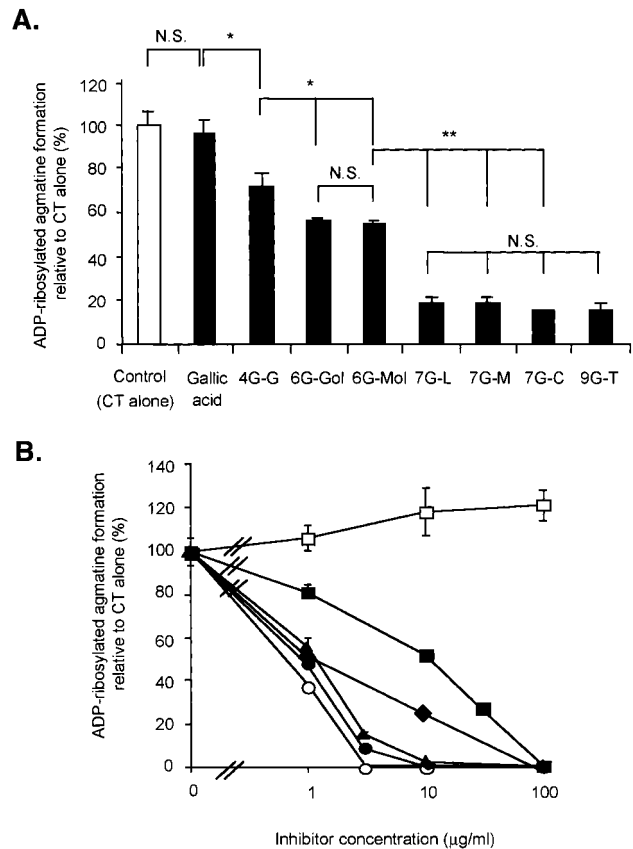 A.
N.S.
*
*
**
N.S.
N.S.
ADP-ribosylated agmatine formation
relative to CT alone (%)
120
100
80
60
40
20
0
Control
(CT alone)
Gallic
acid
4G-G
6G-Gol
6G-Mol
7G-L
7G-M
7G-C
9G-T
B.
ADP-ribosylated agmatine formation
relative to CT alone (%)
140
120
100
80
60
40
20
0
0
1
10
100
Inhibitor concentration (μg/ml)